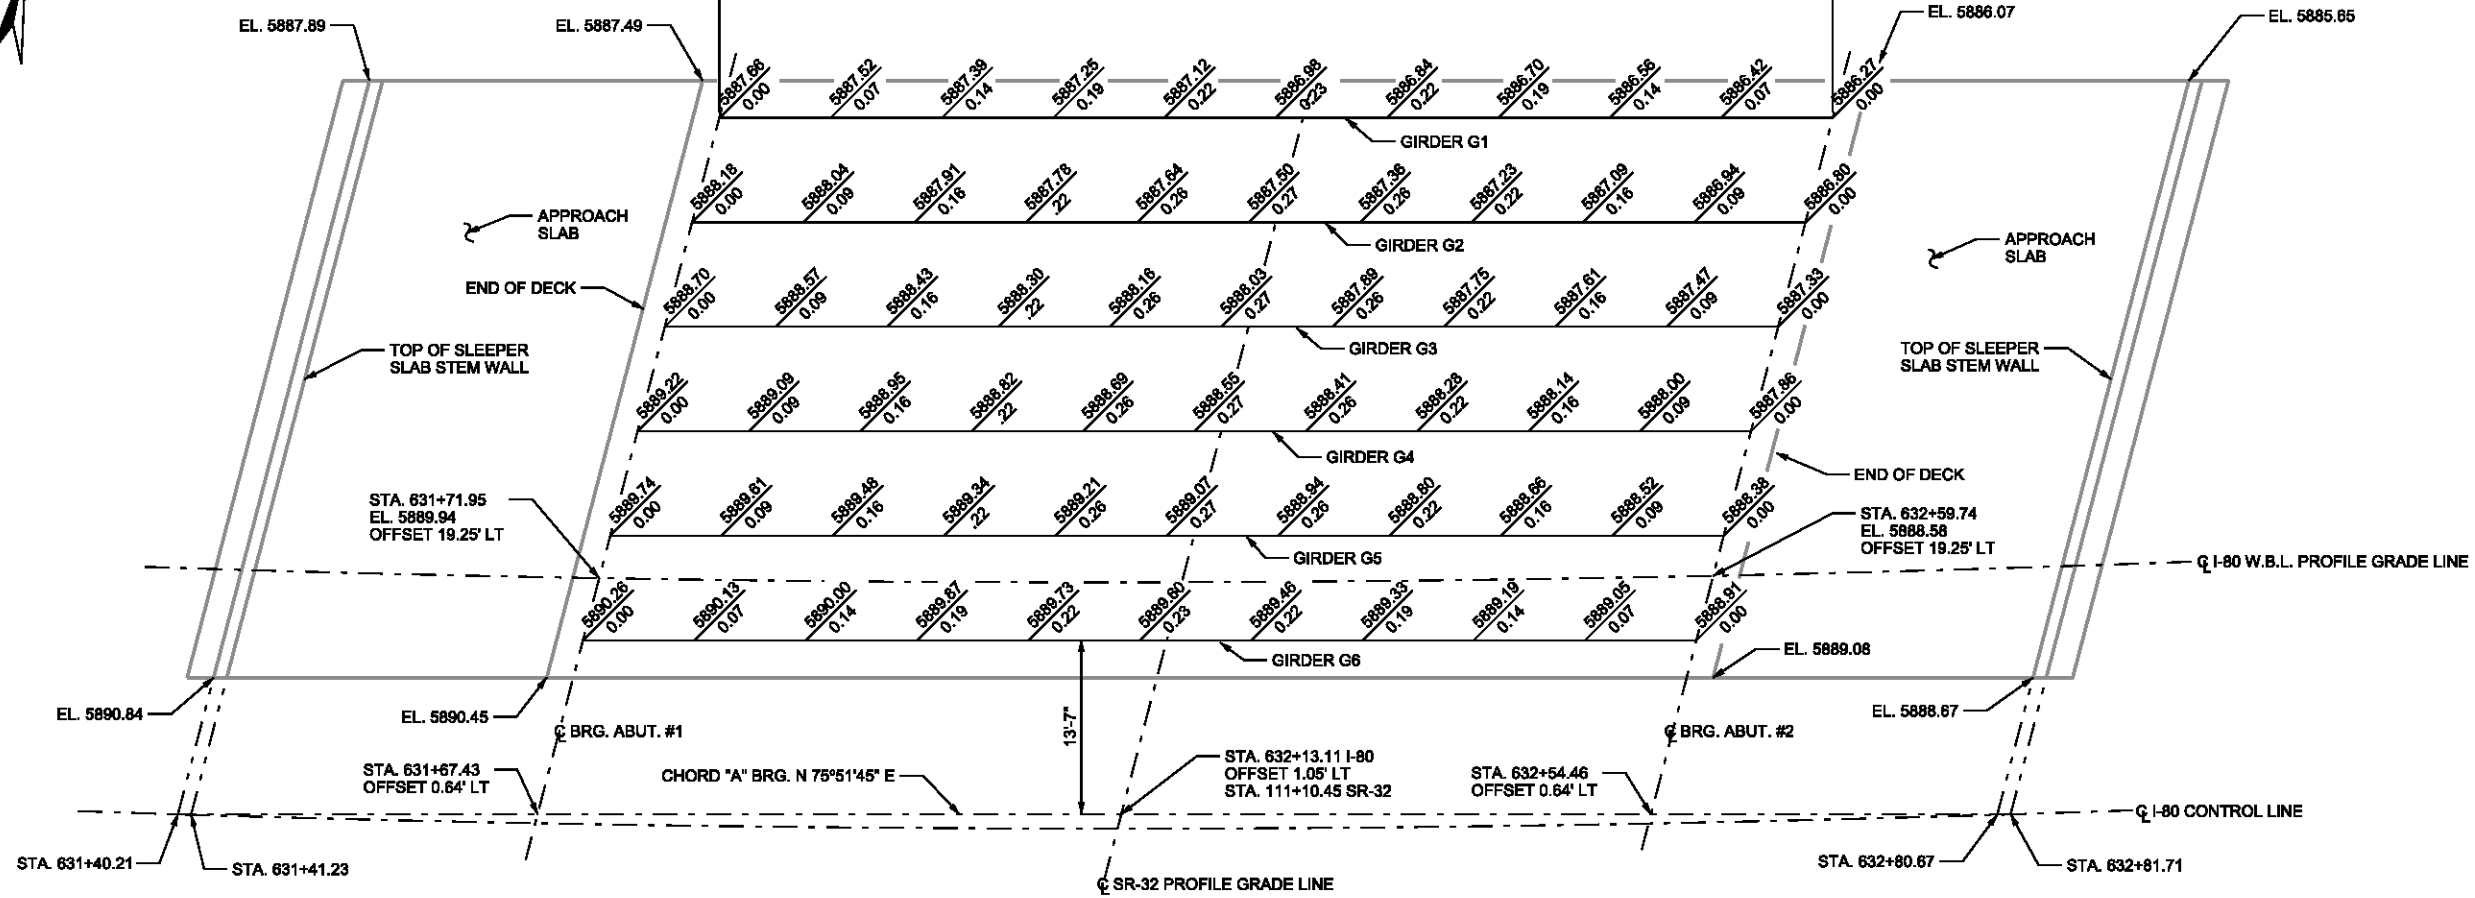 EL. 5887.89
EL. 5887.49
EL. 5886.07
EL. 5885.65
5887.66 5887.52 5887.39 5887.25 5887.12 5886.98 5886.84 5886.70 5886.56 5886.42 5886.27
0.00 0.07 0.14 0.19 0.22 0.23 0.22 0.19 0.14 0.07 0.00
GIRDER G1
5888.18 5888.04 5887.91 5887.78 5887.64 5887.50 5887.36 5887.23 5887.09 5886.94 5886.80
0.00 0.09 0.16 .22 0.26 0.27 0.26 0.22 0.16 0.09 0.00
GIRDER G2
APPROACH
SLAB
APPROACH
SLAB
END OF DECK
5888.70 5888.57 5888.43 5888.30 5888.16 5888.03 5887.89 5887.75 5887.61 5887.47 5887.33
0.00 0.09 0.16 .22 0.26 0.27 0.26 0.22 0.16 0.09 0.00
GIRDER G3
TOP OF SLEEPER
SLAB STEM WALL
TOP OF SLEEPER
SLAB STEM WALL
5889.22 5889.09 5888.95 5888.82 5888.69 5888.55 5888.41 5888.28 5888.14 5888.00 5887.86
0.00 0.09 0.16 .22 0.26 0.27 0.26 0.22 0.16 0.09 0.00
GIRDER G4
END OF DECK
5889.74 5889.61 5889.48 5889.34 5889.21 5889.07 5888.94 5888.80 5888.66 5888.52 5888.38
0.00 0.09 0.16 .22 0.26 0.27 0.26 0.22 0.16 0.09 0.00
GIRDER G5
STA. 631+71.95
EL. 5889.94
OFFSET 19.25' LT
STA. 632+59.74
EL. 5888.58
OFFSET 19.25' LT
℄ I-80 W.B.L. PROFILE GRADE LINE
5890.26 5890.13 5890.00 5889.87 5889.73 5889.60 5889.46 5889.33 5889.19 5889.05 5888.91
0.00 0.07 0.14 0.19 0.22 0.23 0.22 0.19 0.14 0.07 0.00
GIRDER G6
EL. 5889.08
EL. 5890.84
EL. 5890.45
EL. 5888.67
℄ BRG. ABUT. #1
13'-7"
℄ BRG. ABUT. #2
STA. 631+67.43
OFFSET 0.64' LT
CHORD "A" BRG. N 75°51'45" E
STA. 632+13.11 I-80
OFFSET 1.05' LT
STA. 111+10.45 SR-32
STA. 632+54.46
OFFSET 0.64' LT
℄ I-80 CONTROL LINE
STA. 631+40.21
STA. 631+41.23
STA. 632+80.67
STA. 632+81.71
℄ SR-32 PROFILE GRADE LINE